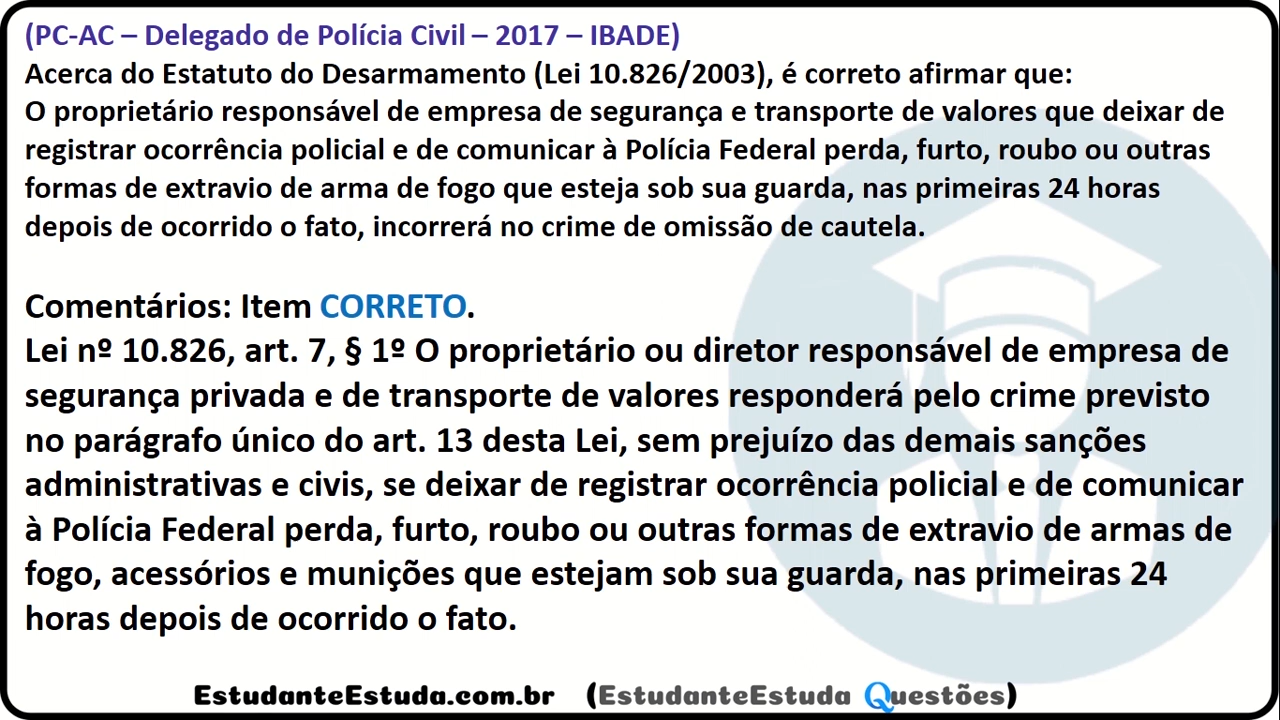 (PC-AC – Delegado de Polícia Civil – 2017 – IBADE)
Acerca do Estatuto do Desarmamento (Lei 10.826/2003), é correto afirmar que:
O proprietário responsável de empresa de segurança e transporte de valores que deixar de
registrar ocorrência policial e de comunicar à Polícia Federal perda, furto, roubo ou outras
formas de extravio de arma de fogo que esteja sob sua guarda, nas primeiras 24 horas
depois de ocorrido o fato, incorrerá no crime de omissão de cautela.
Comentários: Item CORRETO.
Lei nº 10.826, art. 7, § 1º O proprietário ou diretor responsável de empresa de
segurança privada e de transporte de valores responderá pelo crime previsto
no parágrafo único do art. 13 desta Lei, sem prejuízo das demais sanções
administrativas e civis, se deixar de registrar ocorrência policial e de comunicar
à Polícia Federal perda, furto, roubo ou outras formas de extravio de armas de
fogo, acessórios e munições que estejam sob sua guarda, nas primeiras 24
horas depois de ocorrido o fato.
EstudanteEstuda.com.br (EstudanteEstuda Questões)